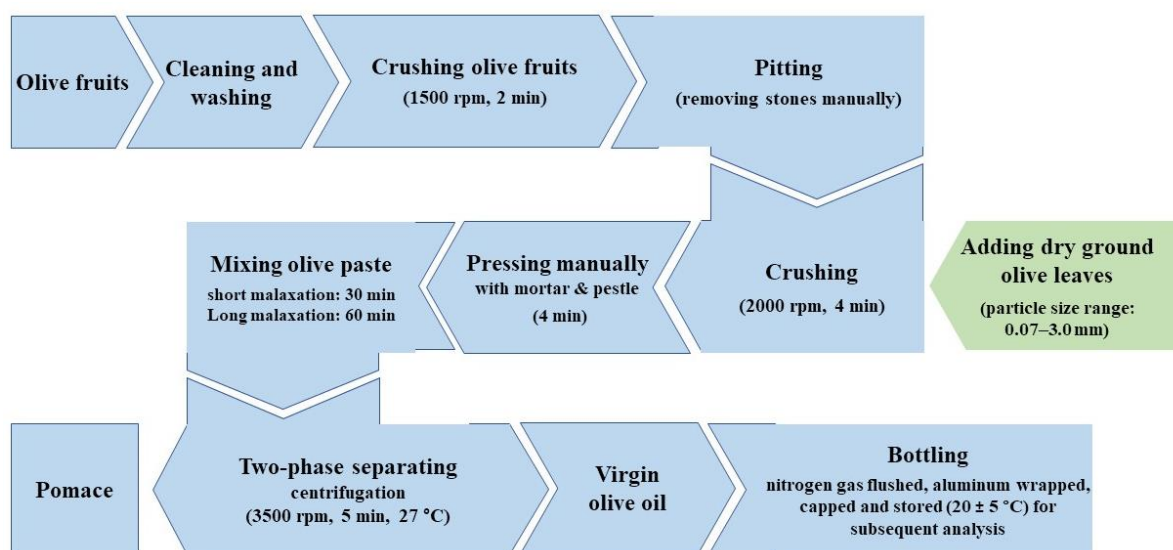 Olive fruits
Cleaning and
washing
Crushing olive fruits
(1500 rpm, 2 min)
Pitting
(removing stones manually)
Adding dry ground
olive leaves
(particle size range:
0.07–3.0 mm)
Crushing
(2000 rpm, 4 min)
Pressing manually
with mortar & pestle
(4 min)
Mixing olive paste
short malaxation: 30 min
Long malaxation: 60 min
Two-phase separating
centrifugation
(3500 rpm, 5 min, 27 °C)
Pomace
Virgin
olive oil
Bottling
nitrogen gas flushed, aluminum wrapped,
capped and stored (20 ± 5 °C) for
subsequent analysis